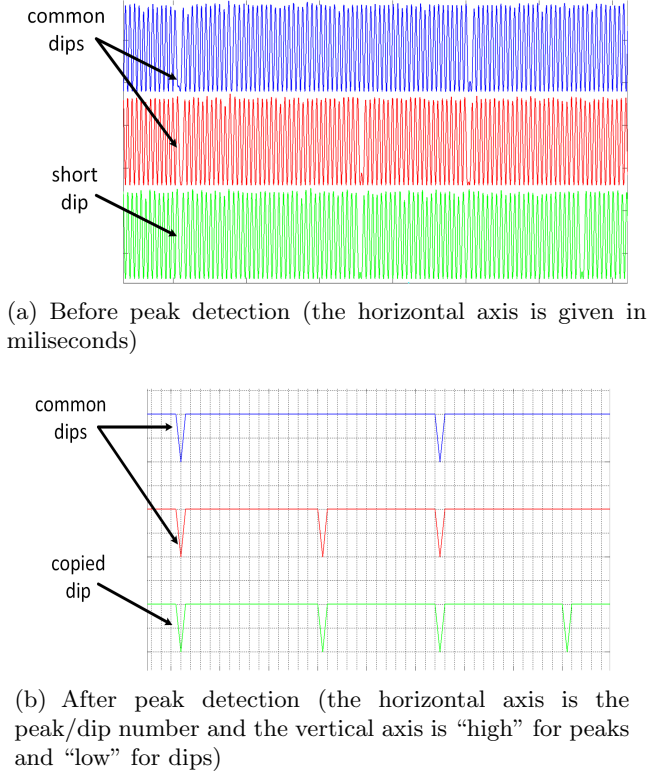 common
dips
short
dip
(a) Before peak detection (the horizontal axis is given in
miliseconds)
common
dips
copied
dip
(b) After peak detection (the horizontal axis is the
peak/dip number and the vertical axis is “high” for peaks
and “low” for dips)